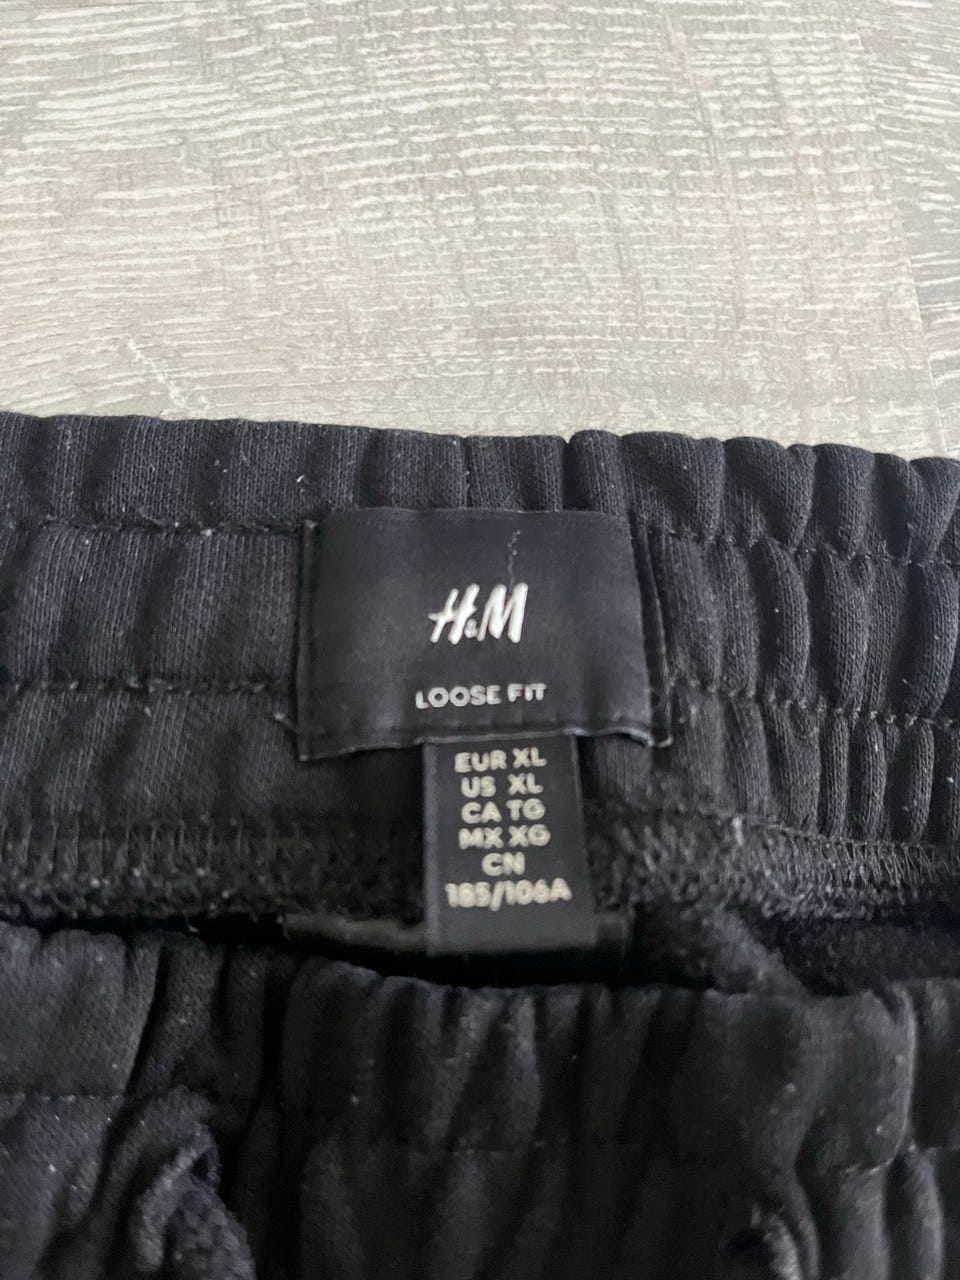 H&M
LOOSE FIT
EUR XL
US XL
CA TG
MX XG
CN
185/106A